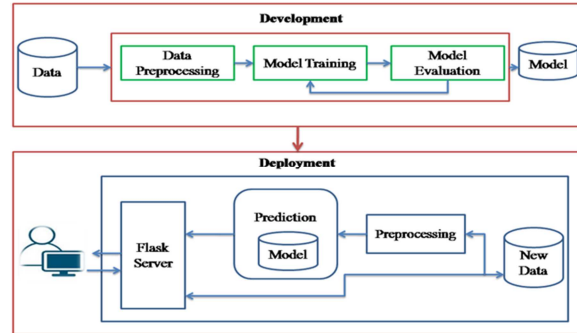 Development
Data
Data
Preprocessing
Model Training
Model
Evaluation
Model
Deployment
Flask
Server
Prediction
Model
Preprocessing
New
Data